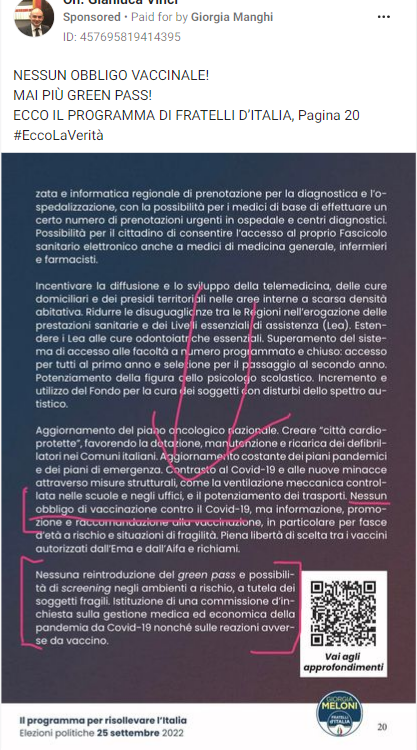 On. Gianluca Vinci
Sponsored • Paid for by Giorgia Manghi
ID: 457695819414395
NESSUN OBBLIGO VACCINALE!
MAI PIÙ GREEN PASS!
ECCO IL PROGRAMMA DI FRATELLI D’ITALIA, Pagina 20
#EccoLaVerità
zata e informatica regionale di prenotazione per la diagnostica e l’o-
spedalizzazione, con la possibilità per i medici di base di effettuare un
certo numero di prenotazioni urgenti in ospedale e centri diagnostici.
Possibilità per il cittadino di consentire l’accesso al proprio Fascicolo
sanitario elettronico anche a medici di medicina generale, infermieri
e farmacisti.
Incentivare la diffusione e lo sviluppo della telemedicina, delle cure
domiciliari e dei presidi territoriali nelle aree interne a scarsa densità
abitativa. Ridurre le disuguaglianze tra le Regioni nell’erogazione delle
prestazioni sanitarie e dei Livelli essenziali di assistenza (Lea). Esten-
dere i Lea alle cure odontoiatriche essenziali. Superamento del siste-
ma di accesso alle facoltà a numero programmato e chiuso: accesso
per tutti al primo anno e selezione per il passaggio al secondo anno.
Potenziamento della figura dello psicologo scolastico. Incremento e
utilizzo del Fondo per la cura dei soggetti con disturbi dello spettro au-
tistico.
Aggiornamento del piano oncologico nazionale. Creare “città cardio-
protette”, favorendo la dotazione, manutenzione e ricarica dei defibril-
latori nei Comuni italiani. Aggiornamento costante dei piani pandemici
e dei piani di emergenza. Contrasto al Covid-19 e alle nuove minacce
attraverso misure strutturali, come la ventilazione meccanica control-
lata nelle scuole e negli uffici, e il potenziamento dei trasporti. Nessun
obbligo di vaccinazione contro il Covid-19, ma informazione, promo-
zione e raccomandazione alla vaccinazione, in particolare per fasce
d’età a rischio e situazioni di fragilità. Piena libertà di scelta tra i vaccini
autorizzati dall’Ema e dall’Aifa e richiami.
Nessuna reintroduzione del green pass e possibili-
tà di screening negli ambienti a rischio, a tutela dei
soggetti fragili. Istituzione di una commissione d’in-
chiesta sulla gestione medica ed economica della
pandemia da Covid-19 nonché sulle reazioni avver-
se da vaccino.
Vai agli
approfondimenti
GIORGIA
MELONI
FRATELLI
d'ITALIA
Il programma per risollevare l’Italia
Elezioni politiche 25 settembre 2022
20